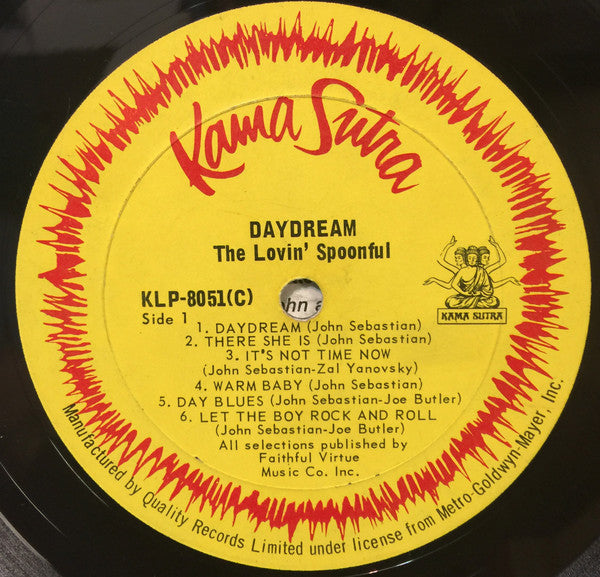 Kama Sutra
DAYDREAM
The Lovin' Spoonful
KLP-8051(C)
Side 1
hn a
KAMA SUTRA
1. DAYDREAM (John Sebastian)
2. THERE SHE IS (John Sebastian)
3. IT'S NOT TIME NOW
(John Sebastian-Zal Yanovsky)
4. WARM BABY (John Sebastian)
5. DAY BLUES (John Sebastian-Joe Butler)
6. LET THE BOY ROCK AND ROLL
(John Sebastian-Joe Butler)
All selections published by
Faithful Virtue
Music Co. Inc.
Manufactured by Quality Records Limited under license from Metro-Goldwyn-Mayer, Inc.